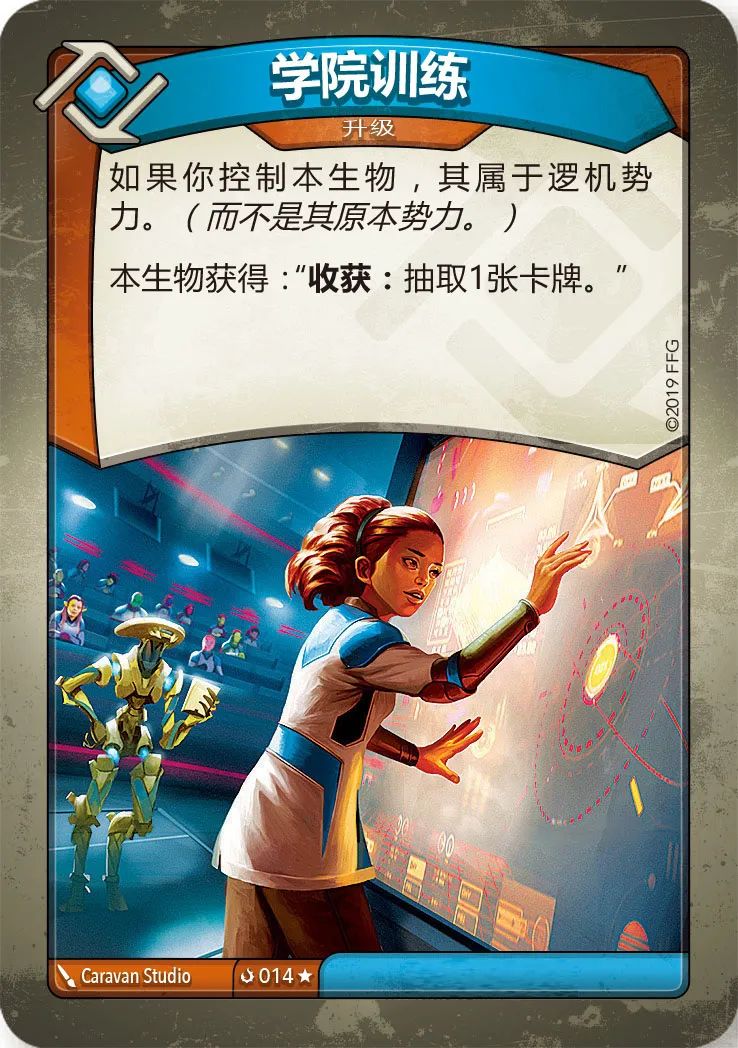 学院训练
升级
如果你控制本生物，其属于逻机势
力。（而不是其原本势力。）
本生物获得：“收获：抽取1张卡牌。”
©2019 FFG
Caravan Studio
014